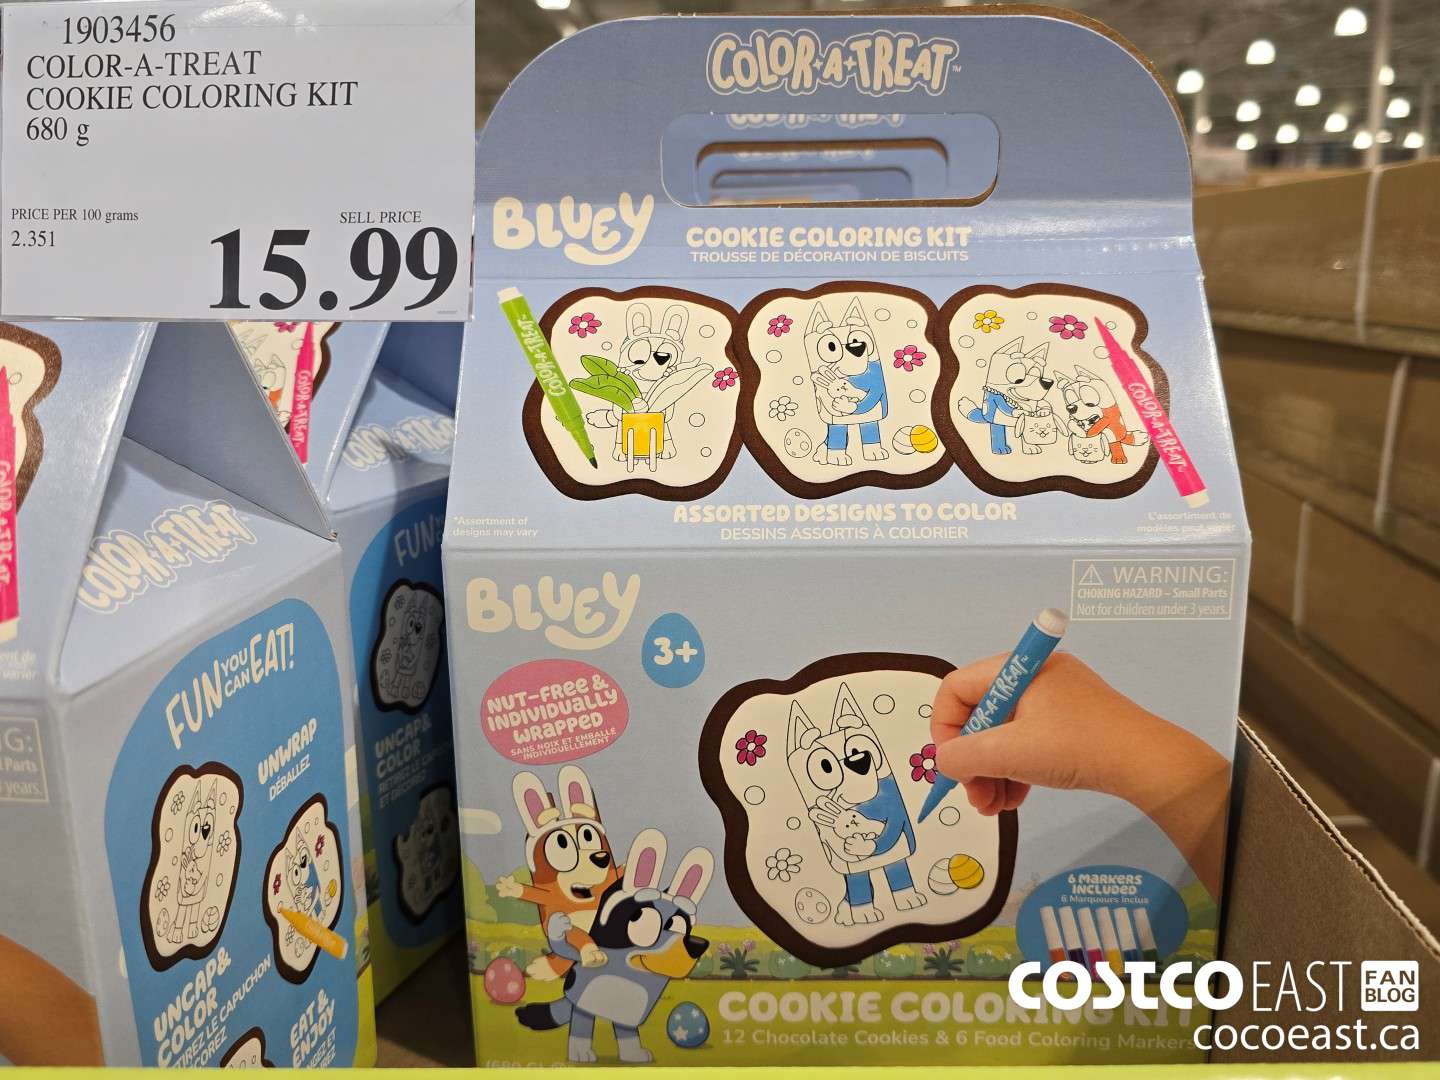 1903456
COLOR-A-TREAT
COOKIE COLORING KIT
680 g
PRICE PER 100 grams
2.351
SELL PRICE
15.99
COLOR·A·TREAT™
BLUEY
COOKIE COLORING KIT
TROUSSE DE DÉCORATION DE BISCUITS
COLOR·A·TREAT™
COLOR·A·TREAT™
ASSORTED DESIGNS TO COLOR
DESSINS ASSORTIS À COLORIER
*Assortment of
designs may vary
L'assortiment de
modèles peut varier
BLUEY
3+
WARNING:
CHOKING HAZARD – Small Parts
Not for children under 3 years.
NUT-FREE &
INDIVIDUALLY
WRAPPED
SANS NOIX ET EMBALLÉ
INDIVIDUELLEMENT
6 MARKERS
INCLUDED
6 Marqueurs Inclus
COOKIE COLORING KIT
12 Chocolate Cookies & 6 Food Coloring Markers
COLOR·A·TREAT
FUN YOU CAN EAT!
UNWRAP
DÉBALLEZ
UNCAP &
COLOR
EAT &
ENJOY
FUN
UNCAP &
COLOR
COSTCO EAST FAN
BLOG
cocoeast.ca